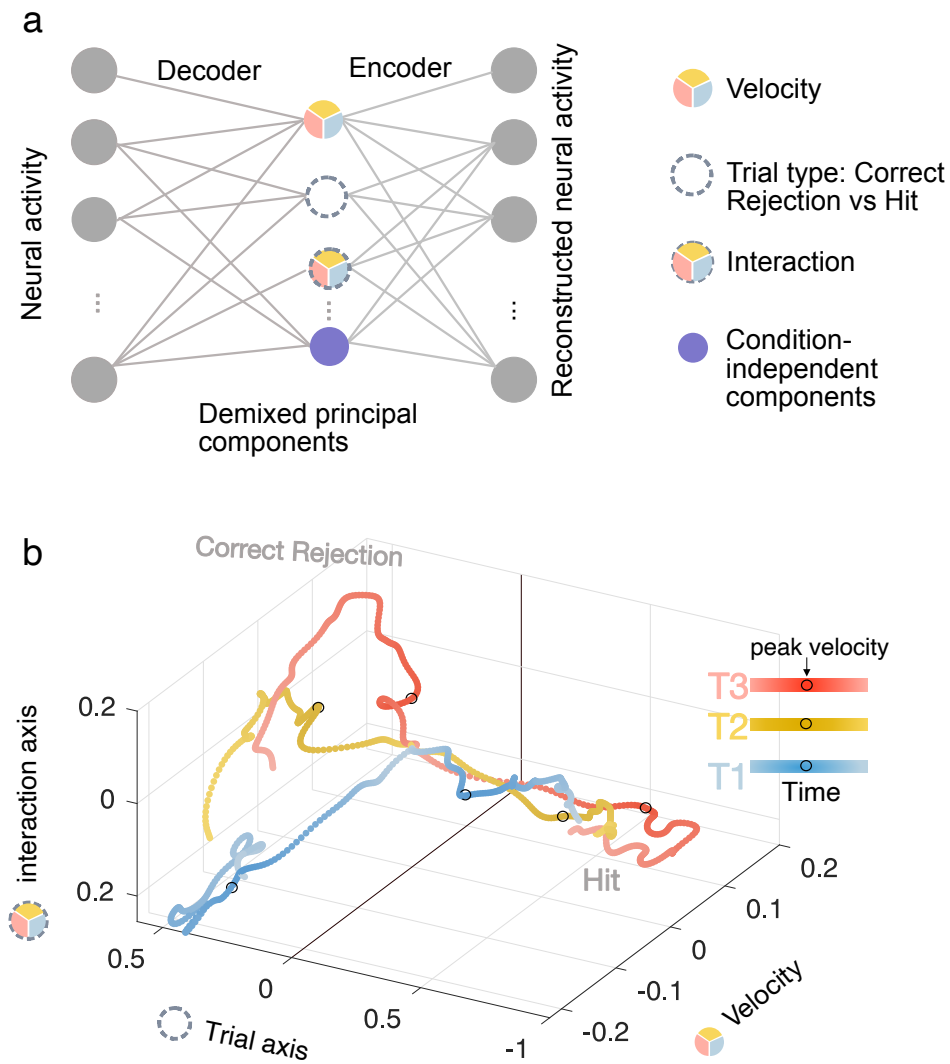 a
Decoder
Encoder
Neural activity
Reconstructed neural activity
...
...
...
Demixed principal
components
Velocity
Trial type: Correct
Rejection vs Hit
Interaction
Condition-
independent
components
b
Correct Rejection
Hit
peak velocity
T3
T2
T1
Time
interaction axis
0.2
0
0.2
0.5
0
0.5
-1
Trial axis
-0.2
-0.1
0
0.1
0.2
Velocity